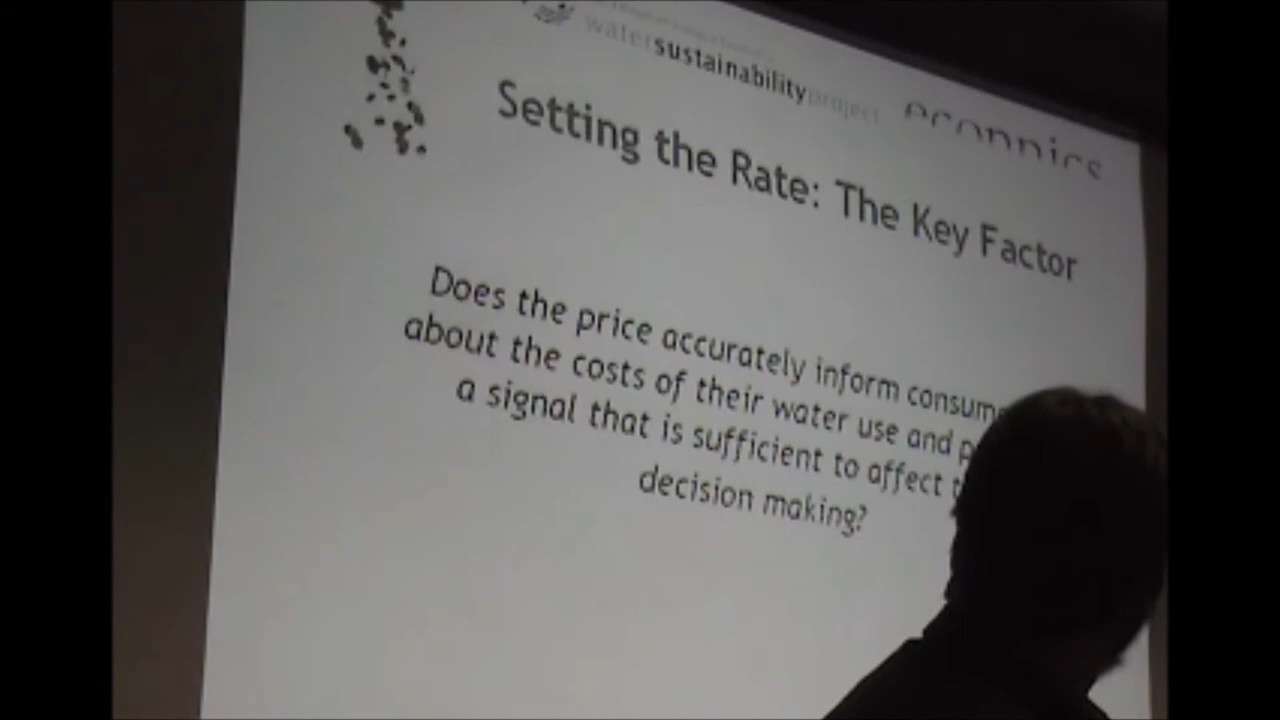 watersustainabilityproject
econnics
Setting the Rate: The Key Factor
Does the price accurately inform
about the costs of their water use and
a signal that is sufficient to affect
decision making?